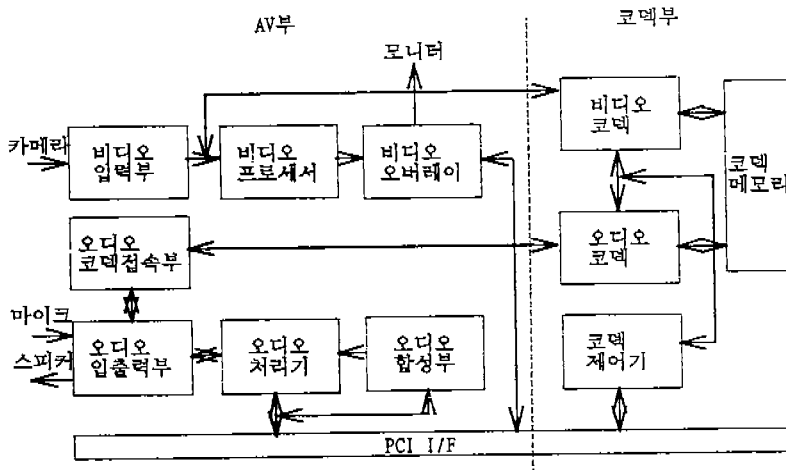 AV부
코덱부
모니터
카메라
비디오
입력부
비디오
프로세서
비디오
오버레이
비디오
코덱
코덱
메모리
오디오
코덱접속부
오디오
코덱
마이크
스피커
오디오
입출력부
오디오
처리기
오디오
합성부
코덱
제어기
PCI I/F